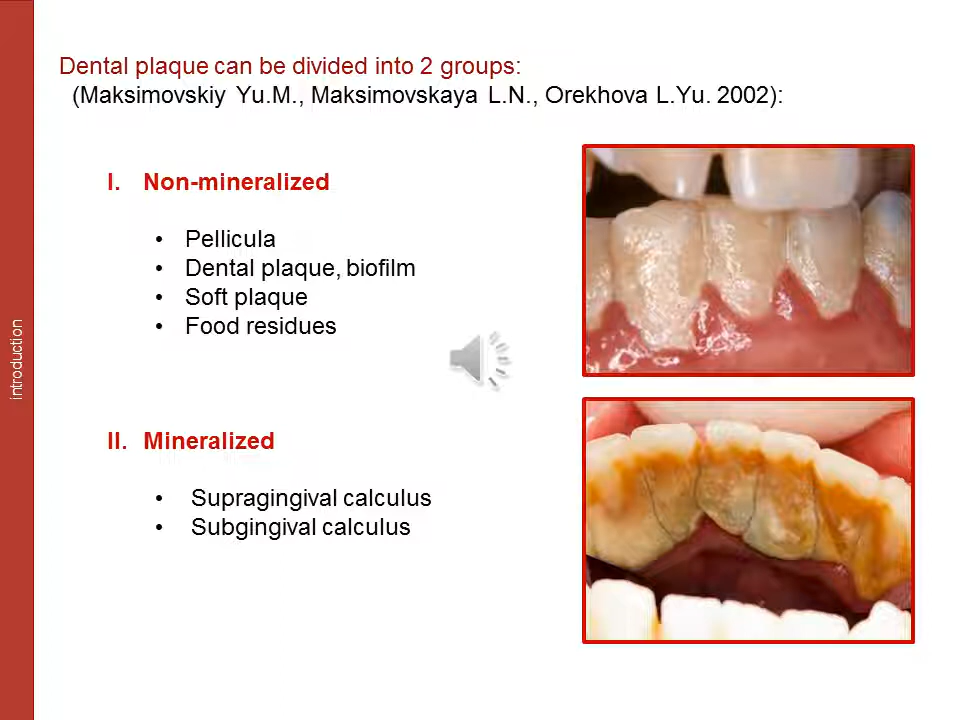 Dental plaque can be divided into 2 groups:
(Maksimovskiy Yu.M., Maksimovskaya L.N., Orekhova L.Yu. 2002):
I. Non-mineralized
• Pellicula
• Dental plaque, biofilm
• Soft plaque
• Food residues
introduction
II. Mineralized
• Supragingival calculus
• Subgingival calculus